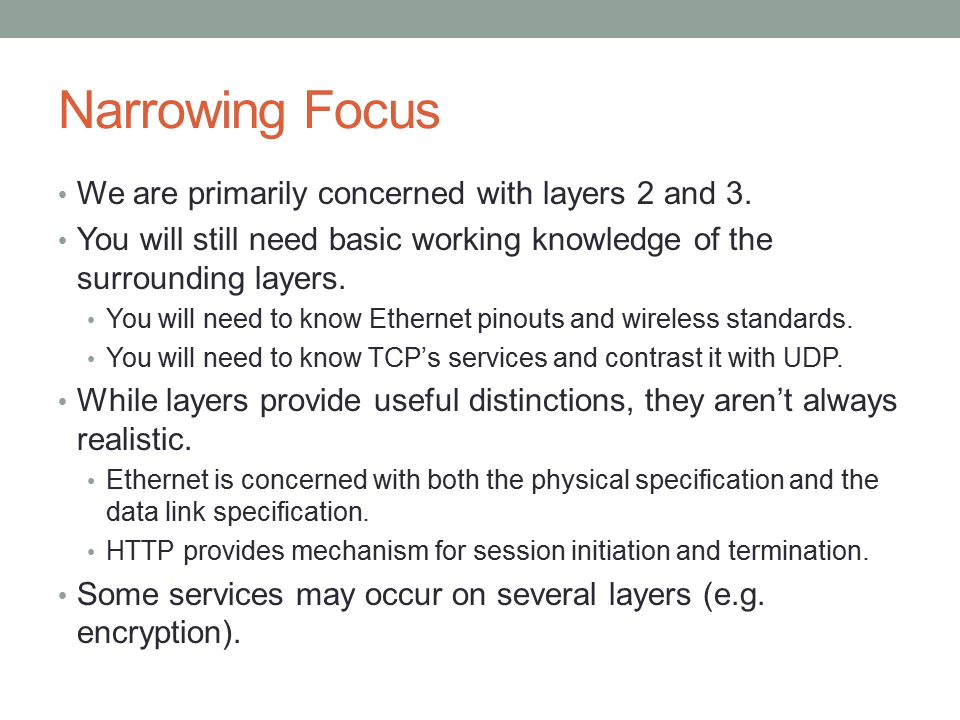 Narrowing Focus
• We are primarily concerned with layers 2 and 3.
• You will still need basic working knowledge of the
surrounding layers.
• You will need to know Ethernet pinouts and wireless standards.
• You will need to know TCP’s services and contrast it with UDP.
• While layers provide useful distinctions, they aren’t always
realistic.
• Ethernet is concerned with both the physical specification and the
data link specification.
• HTTP provides mechanism for session initiation and termination.
• Some services may occur on several layers (e.g.
encryption).